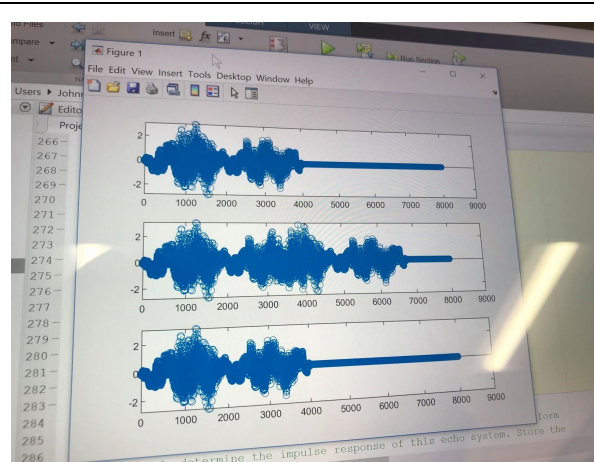 Insert fx
VIEW
Figure 1
Run Section
File Edit View Insert Tools Desktop Window Help
Users
Edito
Proje
266
267
268
269
270
271
272
273
274
275
276
277
278
279
280
281
282
283
284
285
286
2
0
-2
0 1000 2000 3000 4000 5000 6000 7000 8000 9000
2
0
-2
0 1000 2000 3000 4000 5000 6000 7000 8000 9000
2
0
-2
0 1000 2000 3000 4000 5000 6000 7000 8000 9000
form
determine the impulse response of this echo system. Store the